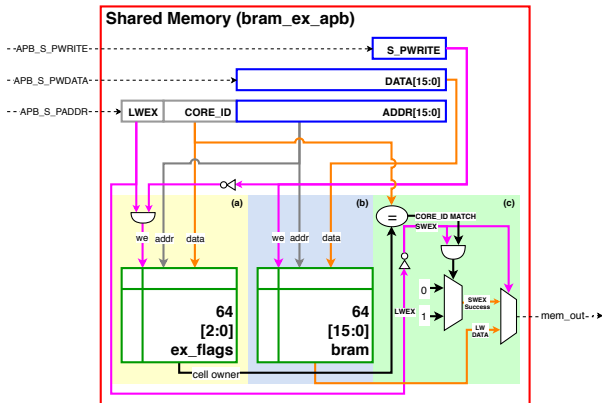 Shared Memory (bram_ex_apb)
APB_S_PWRITE
S_PWRITE
APB_S_PWDATA
DATA[15:0]
APB_S_PADDR
LWEX
CORE_ID
ADDR[15:0]
(a)
(b)
(c)
we
addr
data
we
addr
data
=
CORE_ID MATCH
SWEX
64
[2:0]
ex_flags
64
[15:0]
bram
LWEX
0
1
SWEX
Success
LW
DATA
mem_out
cell owner